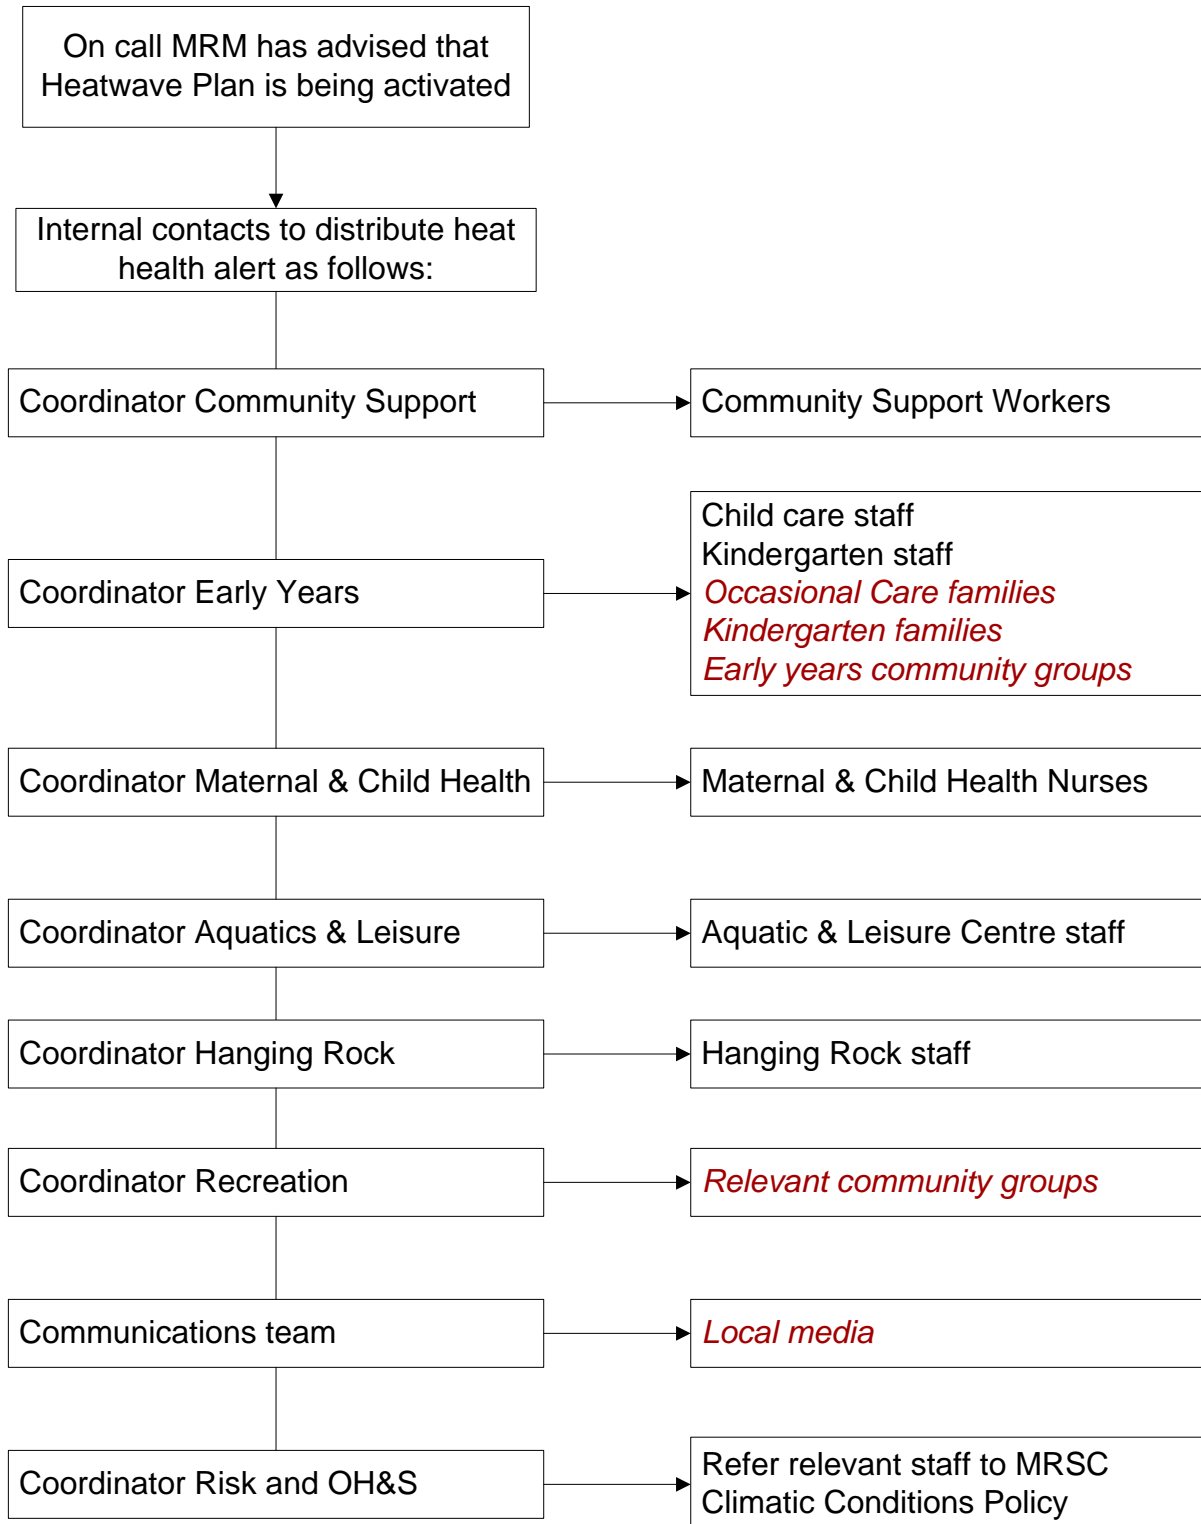 On call MRM has advised that
Heatwave Plan is being activated
Internal contacts to distribute heat
health alert as follows:
Coordinator Community Support
Community Support Workers
Coordinator Early Years
Child care staff
Kindergarten staff
Occasional Care families
Kindergarten families
Early years community groups
Coordinator Maternal & Child Health
Maternal & Child Health Nurses
Coordinator Aquatics & Leisure
Aquatic & Leisure Centre staff
Coordinator Hanging Rock
Hanging Rock staff
Coordinator Recreation
Relevant community groups
Communications team
Local media
Coordinator Risk and OH&S
Refer relevant staff to MRSC
Climatic Conditions Policy